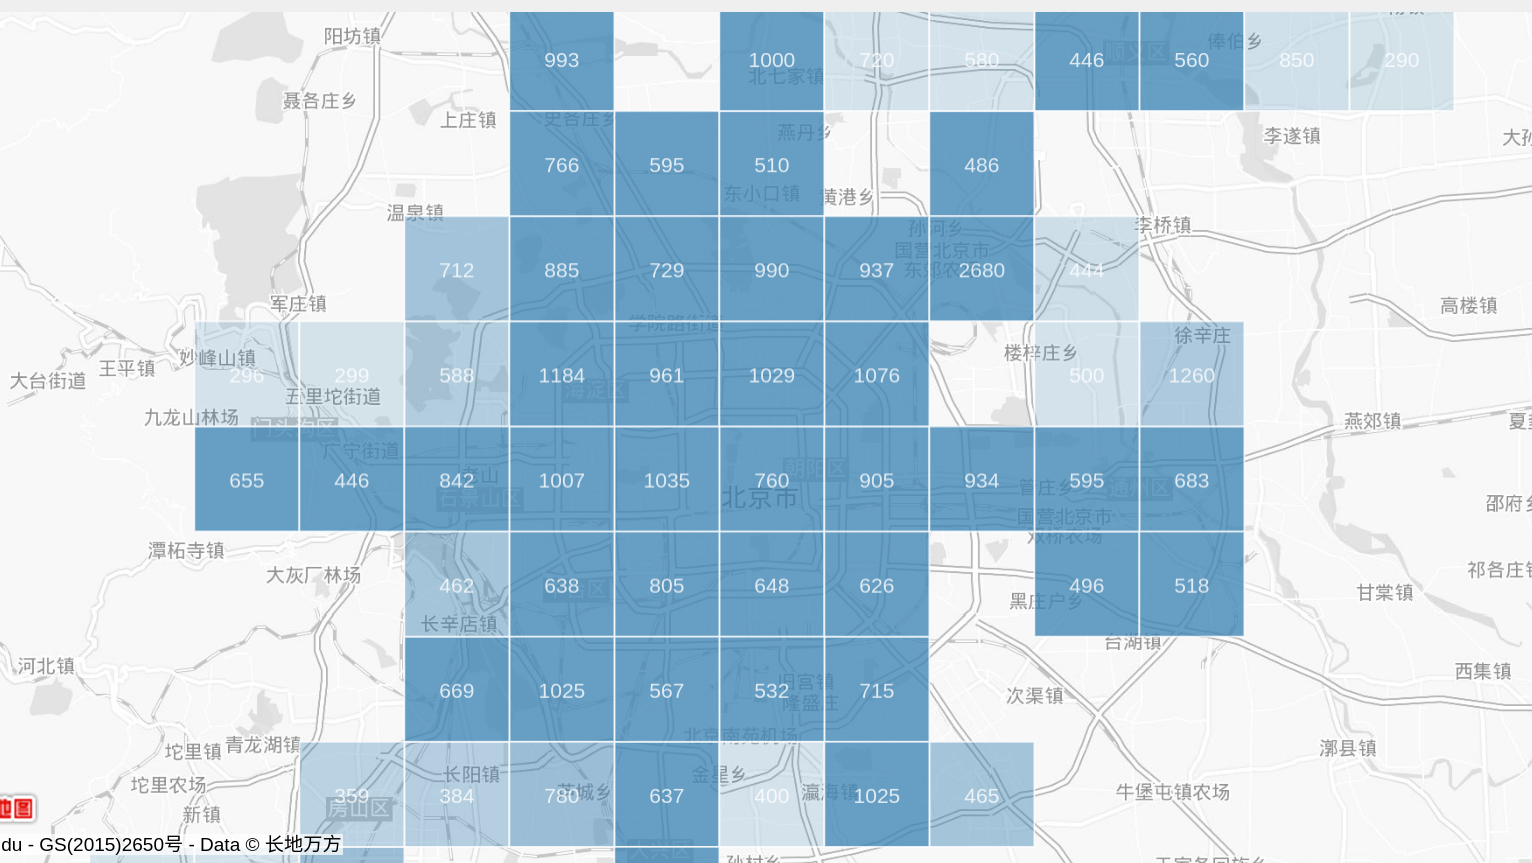 阳坊镇
俸伯乡
顺义区
993
1000
720
580
446
560
850
290
北七家镇
聂各庄乡
上庄镇
史各庄乡
燕丹乡
李遂镇
766
595
510
486
东小口镇
黄港乡
温泉镇
李桥镇
孙河乡
国营北京市
东郊农
712
885
729
990
937
2680
444
军庄镇
高楼镇
学院路街道
徐辛庄
楼梓庄乡
妙峰山镇
王平镇
大台街道
296
299
588
1184
961
1029
1076
500
1260
五里坨街道
海淀区
九龙山林场
门头沟区
燕郊镇
广宁街道
老山
朝阳区
655
446
842
1007
1035
760
905
934
595
683
石景山区
北京市
管庄乡
通州区
国营北京市
双桥农场
邵府乡
潭柘寺镇
大灰厂林场
祁各庄镇
462
638
805
648
626
496
518
甘棠镇
黑庄户乡
长辛店镇
台湖镇
河北镇
西集镇
669
1025
567
532
715
旧宫镇
隆盛庄
次渠镇
北京南苑机场
坨里镇
青龙湖镇
漷县镇
长阳镇
金星乡
坨里农场
359
384
780
637
400
1025
465
芦城乡
瀛海镇
牛堡屯镇农场
房山区
新镇
地图
du - GS(2015)2650号 - Data © 长地万方
大兴区
孙村乡